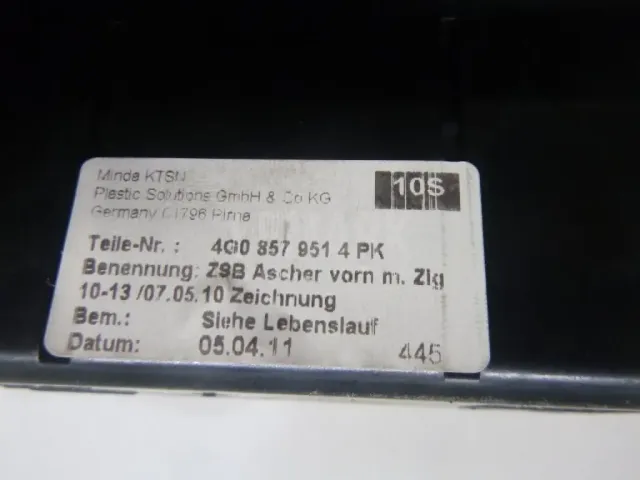 Minda KTSN
Plastic Solutions GmbH & Co KG
Germany 01796 Pirna
10S
Teile-Nr. : 4G0 857 951 4 PK
Benennung: ZSB Ascher vorn m. Zig
10-13 /07.05.10 Zeichnung
Bem.: Siehe Lebenslauf
Datum: 05.04.11 445